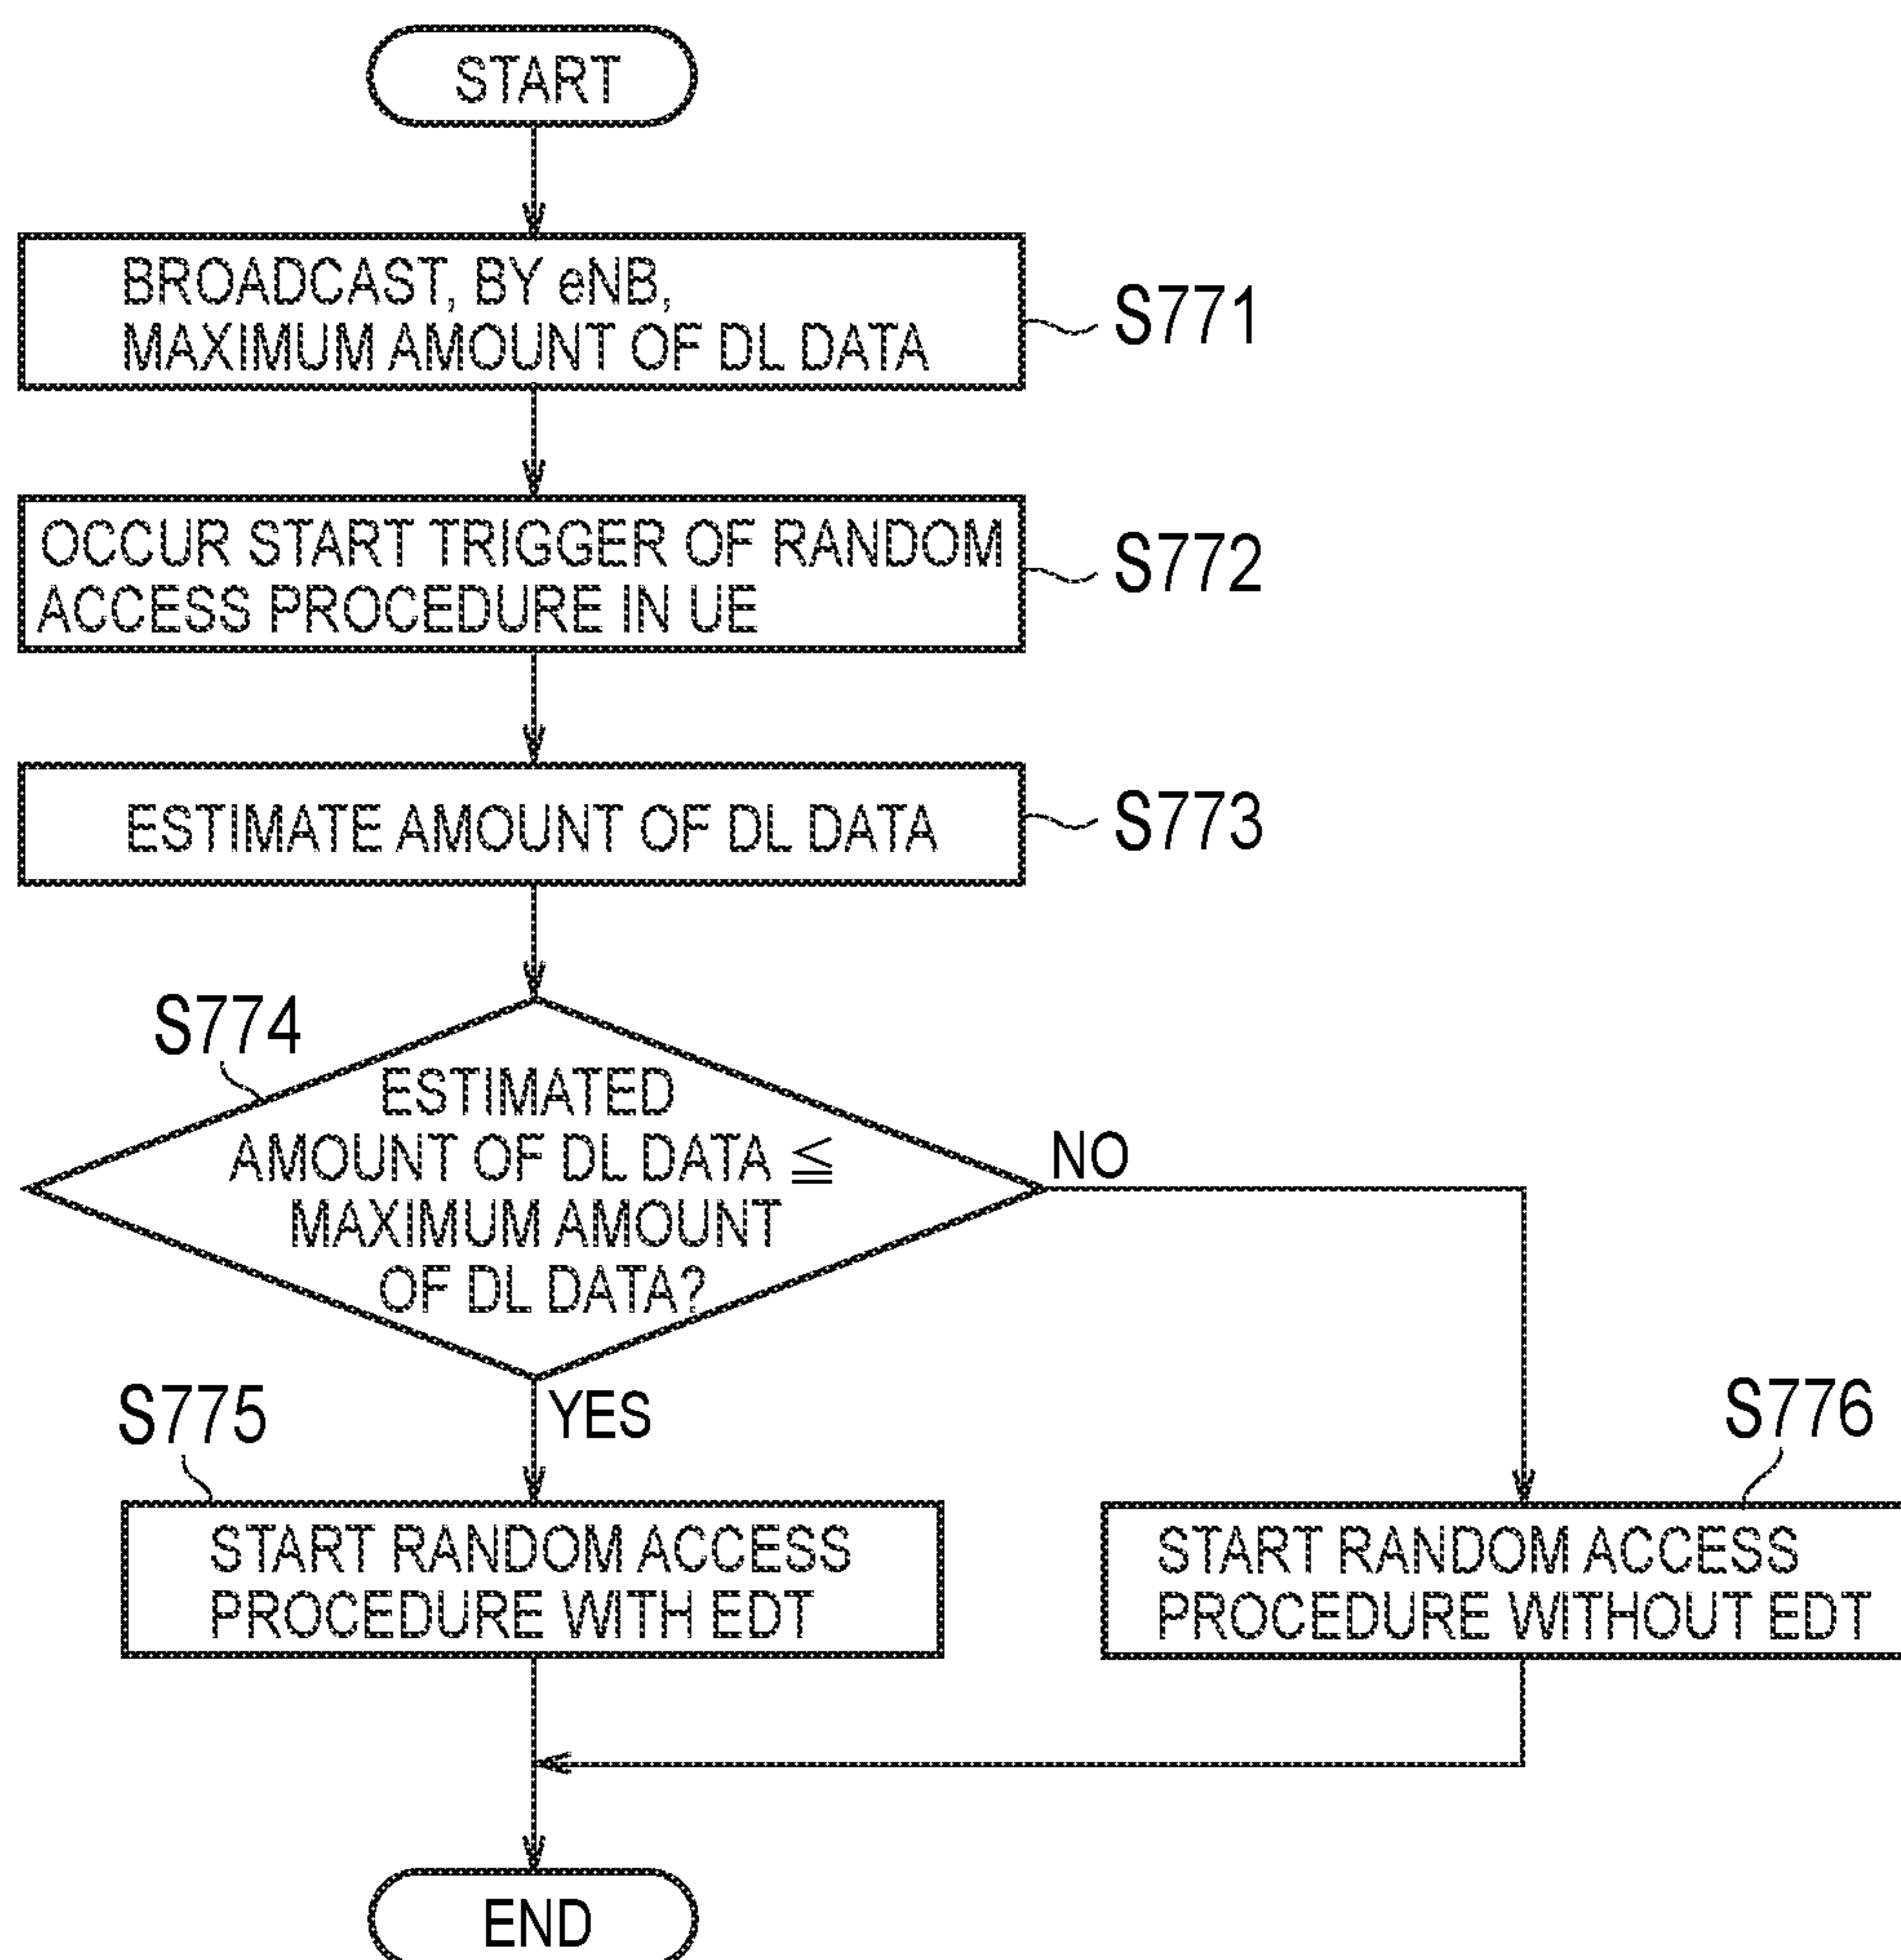 START
BROADCAST, BY eNB,
MAXIMUM AMOUNT OF DL DATA
S771
OCCUR START TRIGGER OF RANDOM
ACCESS PROCEDURE IN UE
S772
ESTIMATE AMOUNT OF DL DATA
S773
S774
ESTIMATED
AMOUNT OF DL DATA ≦
MAXIMUM AMOUNT
OF DL DATA?
NO
YES
S775
START RANDOM ACCESS
PROCEDURE WITH EDT
S776
START RANDOM ACCESS
PROCEDURE WITHOUT EDT
END